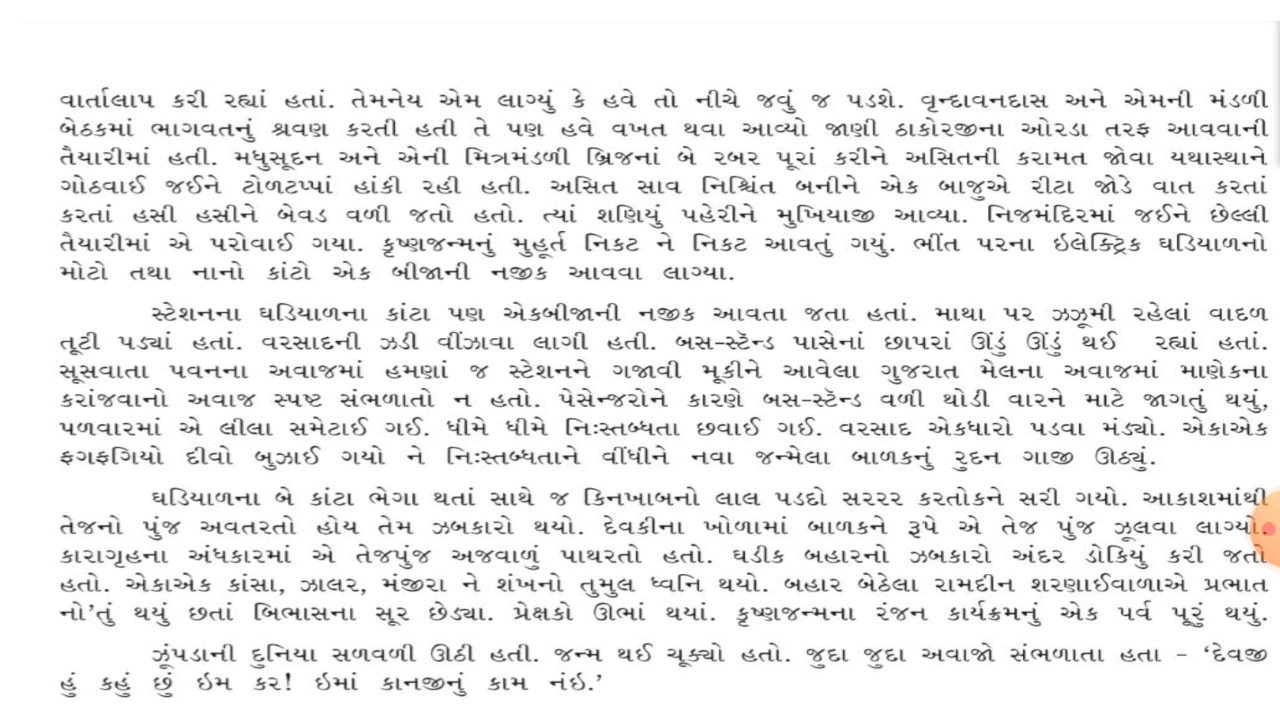 વાર્તાલાપ કરી રહ્યાં હતાં. તેમનેય એમ લાગ્યું કે હવે તો નીચે જવું જ પડશે. વૃન્દાવનદાસ અને એમની મંડળી
બેઠકમાં ભાગવતનું શ્રવણ કરતી હતી તે પણ હવે વખત થવા આવ્યો જાણી ઠાકોરજીના ઓરડા તરફ આવવાની
તૈયારીમાં હતી. મધુસૂદન અને એની મિત્રમંડળી બ્રિજનાં બે રબર પૂરાં કરીને અસિતની કરામત જોવા યથાસ્થાને
ગોઠવાઈ જઈને ટોળટપ્પાં હાંકી રહી હતી. અસિત સાવ નિશ્ચિંત બનીને એક બાજુએ રીટા જોડે વાત કરતાં
કરતાં હસી હસીને બેવડ વળી જતો હતો. ત્યાં શણિયું પહેરીને મુખિયાજી આવ્યા. નિજમંદિરમાં જઈને છેલ્લી
તૈયારીમાં એ પરોવાઈ ગયા. કૃષ્ણજન્મનું મુહૂર્ત નિકટ ને નિકટ આવતું ગયું. ભીંત પરના ઇલેક્ટ્રિક ઘડિયાળનો
મોટો તથા નાનો કાંટો એક બીજાની નજીક આવવા લાગ્યા.
સ્ટેશનના ઘડિયાળના કાંટા પણ એકબીજાની નજીક આવતા જતા હતાં. માથા પર ઝઝૂમી રહેલાં વાદળ
તૂટી પડ્યાં હતાં. વરસાદની ઝડી વીંઝાવા લાગી હતી. બસ-સ્ટૅન્ડ પાસેનાં છાપરાં ઊંડું ઊંડું થઈ રહ્યાં હતાં.
સૂસવાતા પવનના અવાજમાં હમણાં જ સ્ટેશનને ગજાવી મૂકીને આવેલા ગુજરાત મેલના અવાજમાં માણેકના
કરાંજવાનો અવાજ સ્પષ્ટ સંભળાતો ન હતો. પેસેન્જરોને કારણે બસ-સ્ટૅન્ડ વળી થોડી વારને માટે જાગતું થયું,
પળવારમાં એ લીલા સમેટાઈ ગઈ. ધીમે ધીમે નિઃસ્તબ્ધતા છવાઈ ગઈ. વરસાદ એકધારો પડવા મંડ્યો. એકાએક
ફગફગિયો દીવો બુઝાઈ ગયો ને નિઃસ્તબ્ધતાને વીંધીને નવા જન્મેલા બાળકનું રુદન ગાજી ઊઠ્યું.
ઘડિયાળના બે કાંટા ભેગા થતાં સાથે જ કિનખાબનો લાલ પડદો સરરર કરતોકને સરી ગયો. આકાશમાંથી
તેજનો પુંજ અવતરતો હોય તેમ ઝબકારો થયો. દેવકીના ખોળામાં બાળકને રૂપે એ તેજ પુંજ ઝૂલવા લાગ્યો.
કારાગૃહના અંધકારમાં એ તેજપુંજ અજવાળું પાથરતો હતો. ઘડીક બહારનો ઝબકારો અંદર ડોકિયું કરી જતો
હતો. એકાએક કાંસા, ઝાલર, મંજીરા ને શંખનો તુમુલ ધ્વનિ થયો. બહાર બેઠેલા રામદીન શરણાઈવાળાએ પ્રભાત
નો'તું થયું છતાં બિભાસના સૂર છેડ્યા. પ્રેક્ષકો ઊભાં થયાં. કૃષ્ણજન્મના રંજન કાર્યક્રમનું એક પર્વ પૂરું થયું.
ઝૂંપડાની દુનિયા સળવળી ઊઠી હતી. જન્મ થઈ ચૂક્યો હતો. જુદા જુદા અવાજો સંભળાતા હતા - ‘દેવજી
હું કહું છું ઇમ કર! ઇમાં કાનજીનું કામ નંઇ.’